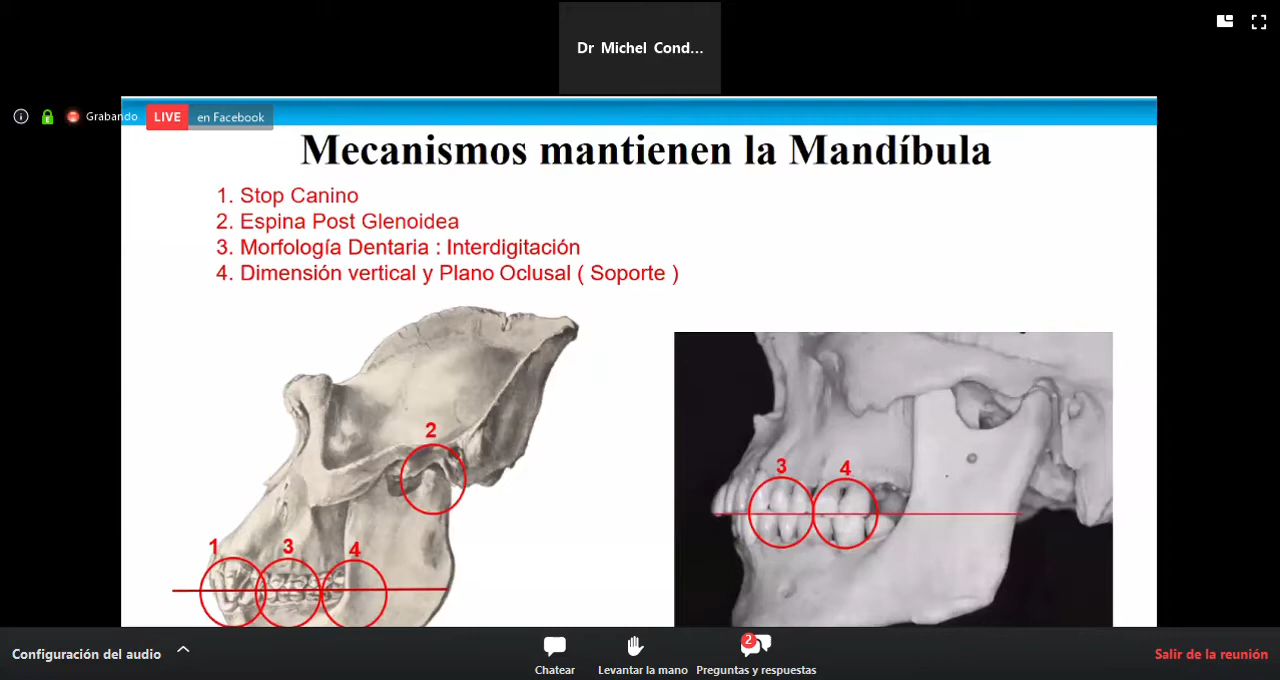 Dr Michel Cond...
Grabando
LIVE en Facebook
Mecanismos mantienen la Mandíbula
1. Stop Canino
2. Espina Post Glenoidea
3. Morfología Dentaria : Interdigitación
4. Dimensión vertical y Plano Oclusal ( Soporte )
2
1 3 4
3 4
Configuración del audio
Chatear
Levantar la mano
2
Preguntas y respuestas
Salir de la reunión